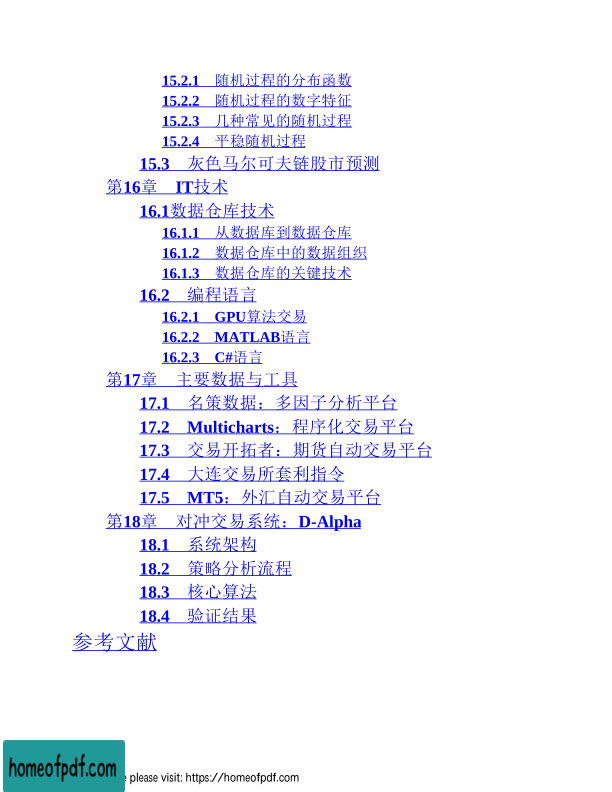 15.2.1 随机过程的分布函数
15.2.2 随机过程的数字特征
15.2.3 几种常见的随机过程
15.2.4 平稳随机过程
15.3 灰色马尔可夫链股市预测
第16章 IT技术
16.1数据仓库技术
16.1.1 从数据库到数据仓库
16.1.2 数据仓库中的数据组织
16.1.3 数据仓库的关键技术
16.2 编程语言
16.2.1 GPU算法交易
16.2.2 MATLAB语言
16.2.3 C#语言
第17章 主要数据与工具
17.1 名策数据：多因子分析平台
17.2 Multicharts：程序化交易平台
17.3 交易开拓者：期货自动交易平台
17.4 大连交易所套利指令
17.5 MT5：外汇自动交易平台
第18章 对冲交易系统：D-Alpha
18.1 系统架构
18.2 策略分析流程
18.3 核心算法
18.4 验证结果
参考文献
homeofpdf.com
please visit: https://homeofpdf.com